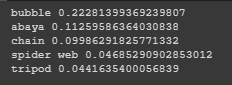 bubble 0.22281399369239807
abaya 0.11259586364030838
chain 0.09986291825771332
spider web 0.04685290902853012
tripod 0.0441635400056839